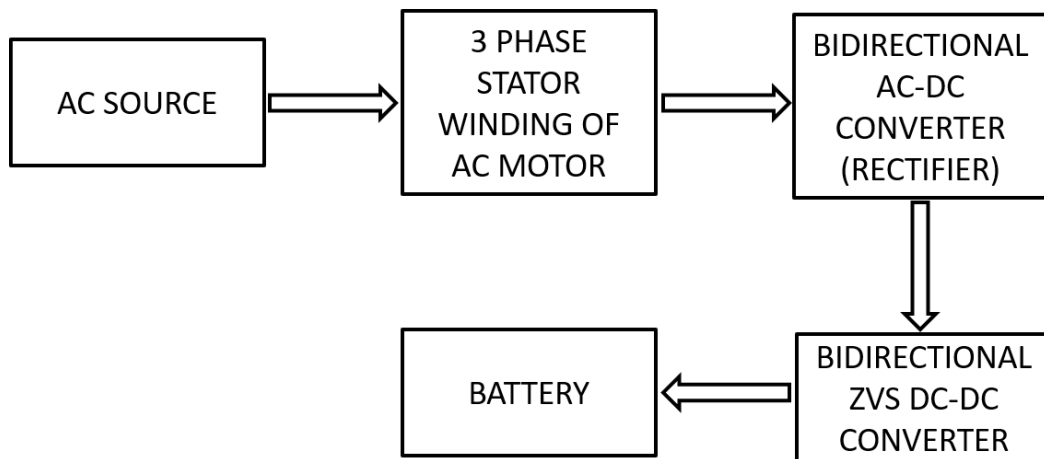 AC SOURCE
3 PHASE
STATOR
WINDING OF
AC MOTOR
BIDIRECTIONAL
AC-DC
CONVERTER
(RECTIFIER)
BATTERY
BIDIRECTIONAL
ZVS DC-DC
CONVERTER